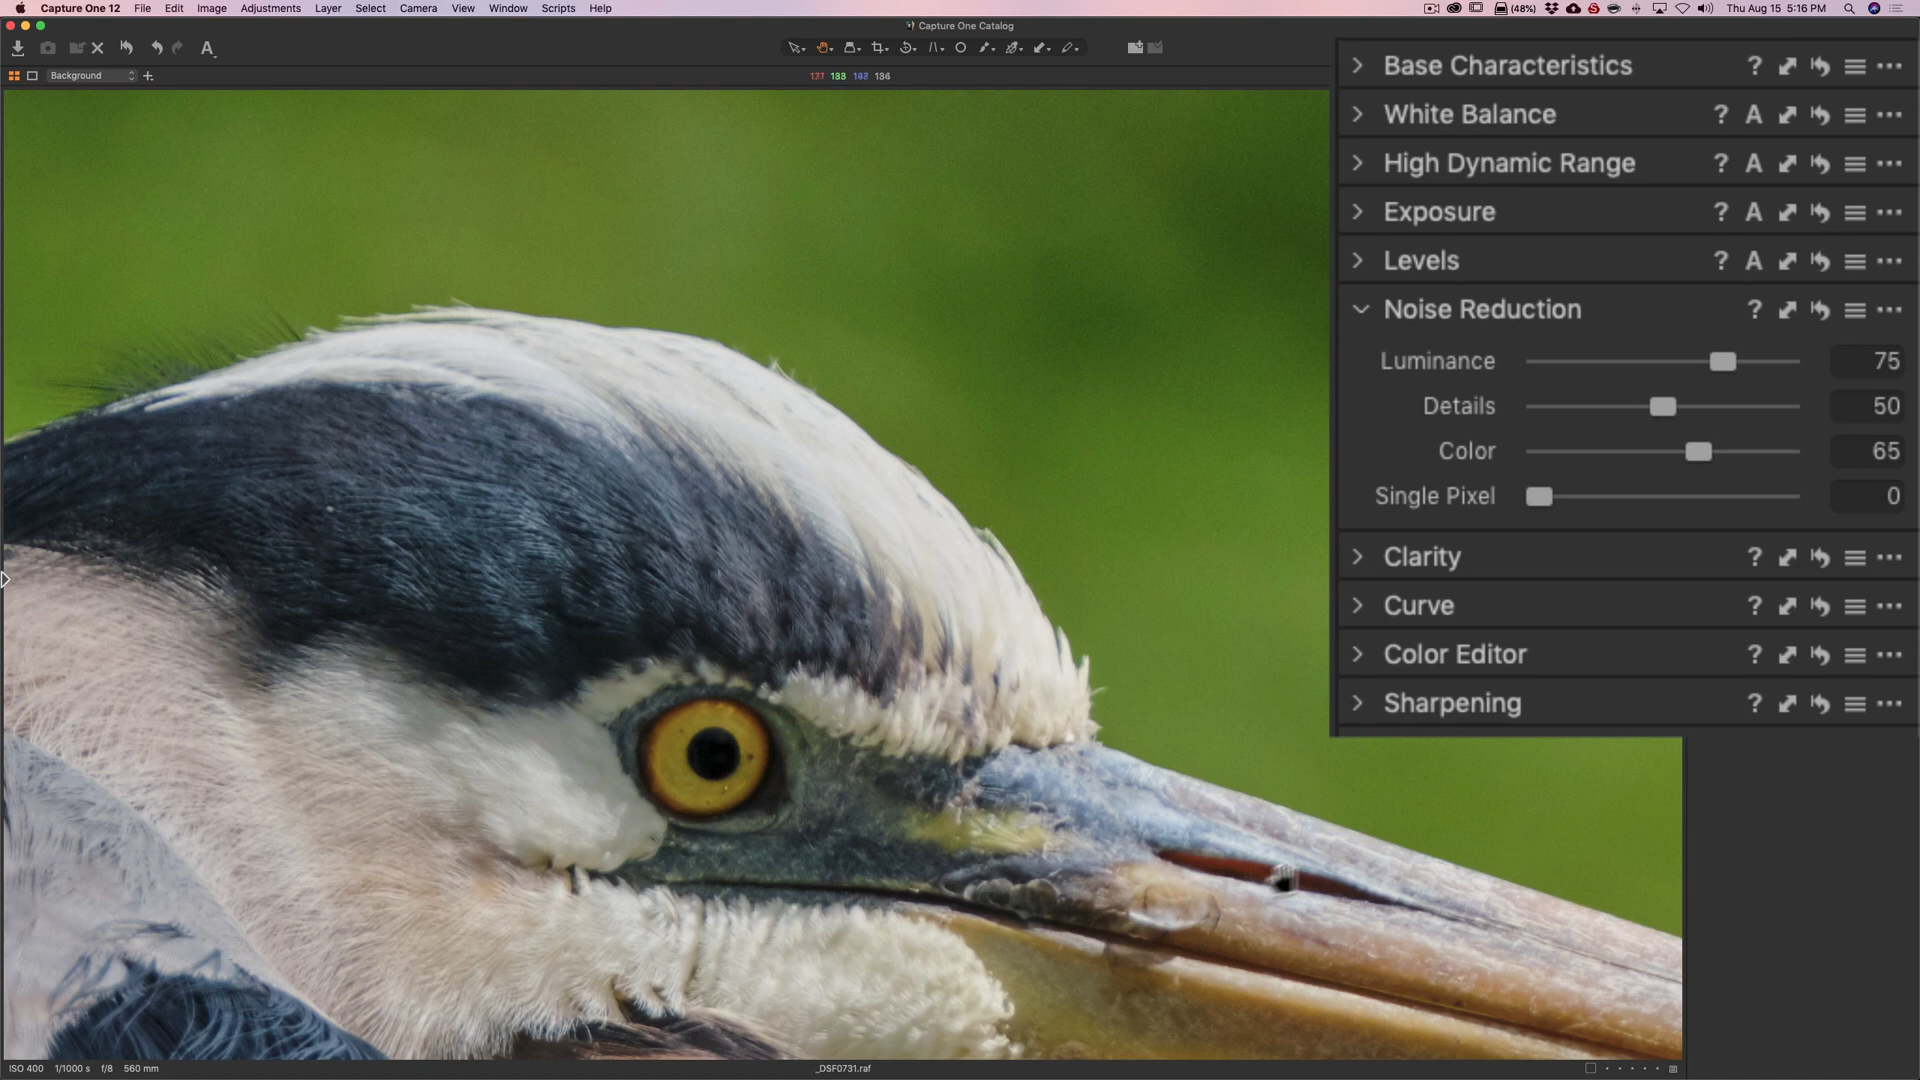 Capture One 12 File Edit Image Adjustments Layer Select Camera View Window Scripts Help (48%) Thu Aug 15 5:16 PM
Capture One Catalog
A
Background
137 188 136
Base Characteristics ?
White Balance ? A
High Dynamic Range ? A
Exposure ? A
Levels ? A
Noise Reduction ?
Luminance 75
Details 50
Color 65
Single Pixel 0
Clarity ?
Curve ?
Color Editor ?
Sharpening ?
ISO 400 1/1000 s f/8 560 mm _DSF0731.raf